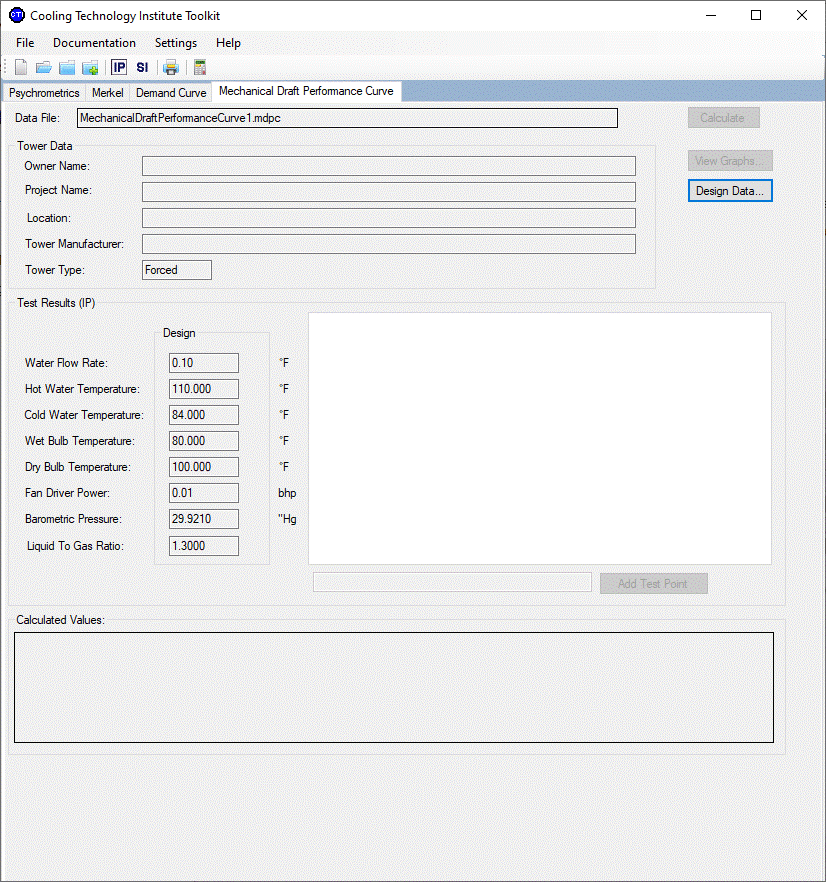 CTI Cooling Technology Institute Toolkit
File Documentation Settings Help
IP SI
Psychrometrics Merkel Demand Curve Mechanical Draft Performance Curve
Data File: MechanicalDraftPerformanceCurve1.mdpc Calculate
Tower Data
Owner Name: View Graphs...
Project Name: Design Data...
Location:
Tower Manufacturer:
Tower Type: Forced
Test Results (IP)
Design
Water Flow Rate: 0.10 °F
Hot Water Temperature: 110.000 °F
Cold Water Temperature: 84.000 °F
Wet Bulb Temperature: 80.000 °F
Dry Bulb Temperature: 100.000 °F
Fan Driver Power: 0.01 bhp
Barometric Pressure: 29.9210 "Hg
Liquid To Gas Ratio: 1.3000
Add Test Point
Calculated Values: